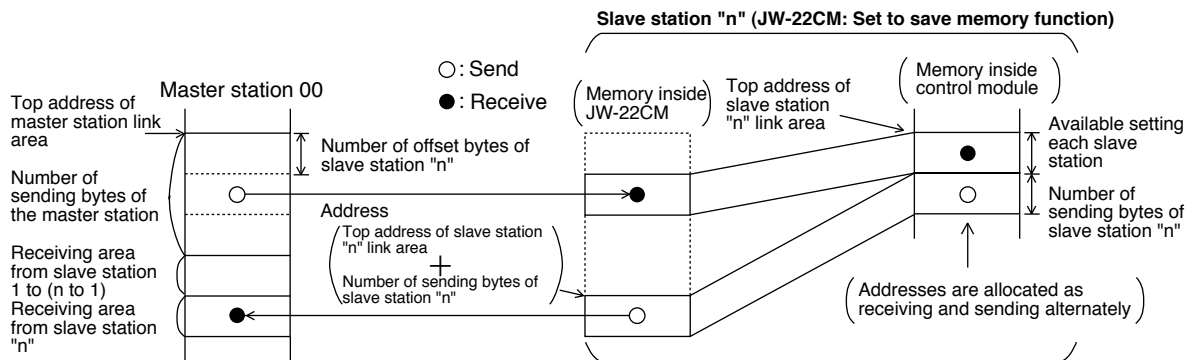 Slave station "n" (JW-22CM: Set to save memory function)
: Send
: Receive
Master station 00
Memory inside
JW-22CM
Top address of
slave station
"n" link area
Memory inside
control module
Top address of
master station link
area
Number of offset bytes of
slave station "n"
Available setting
each slave
station
Number of
sending bytes of
the master station
Number of
sending bytes of
slave station "n"
Address
Top address of slave station
"n" link area
+
Number of sending bytes of
slave station "n"
Receiving area
from slave station
1 to (n to 1)
Receiving area
from slave station
"n"
Addresses are allocated as
receiving and sending alternately